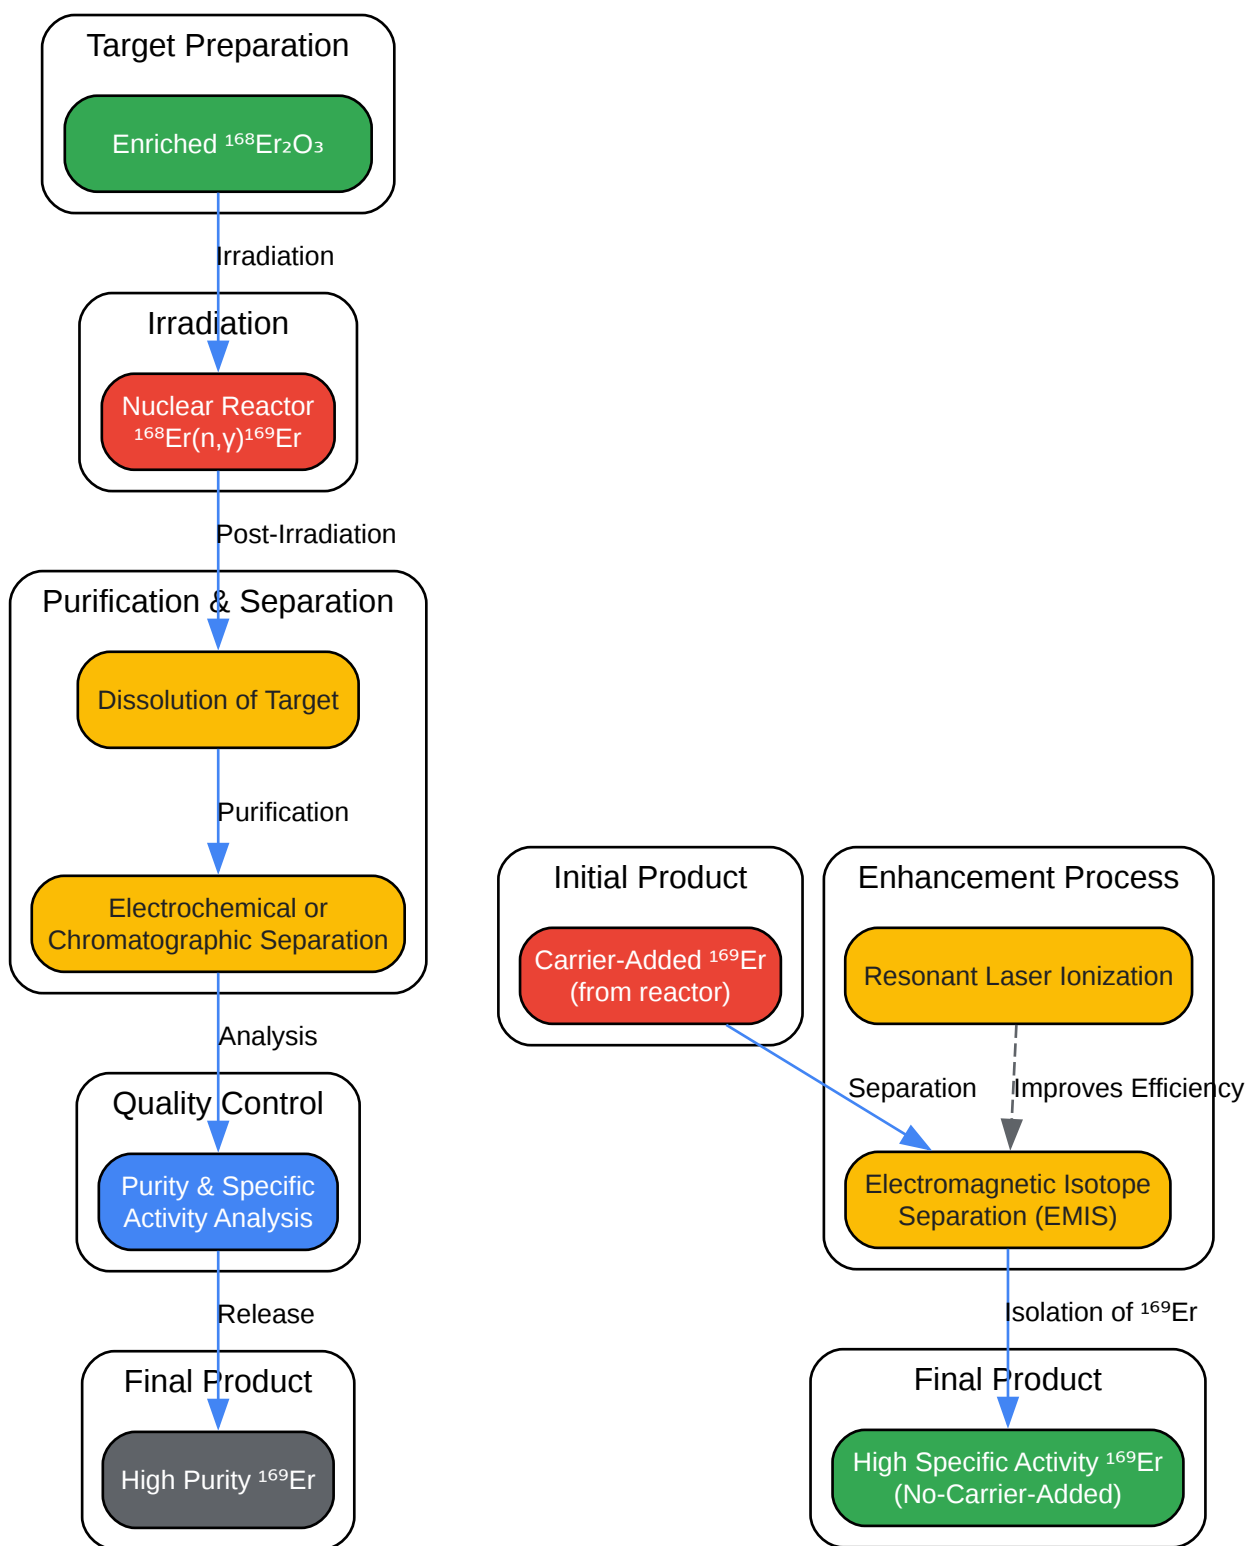 Target Preparation
Enriched ¹⁶⁸Er₂O₃
Irradiation
Irradiation
Nuclear Reactor
¹⁶⁸Er(n,γ)¹⁶⁹Er
Post-Irradiation
Purification & Separation
Dissolution of Target
Purification
Electrochemical or
Chromatographic Separation
Analysis
Quality Control
Purity & Specific
Activity Analysis
Release
Final Product
High Purity ¹⁶⁹Er
Initial Product
Carrier-Added ¹⁶⁹Er
(from reactor)
Enhancement Process
Resonant Laser Ionization
Separation
Improves Efficiency
Electromagnetic Isotope
Separation (EMIS)
Isolation of ¹⁶⁹Er
Final Product
High Specific Activity ¹⁶⁹Er
(No-Carrier-Added)